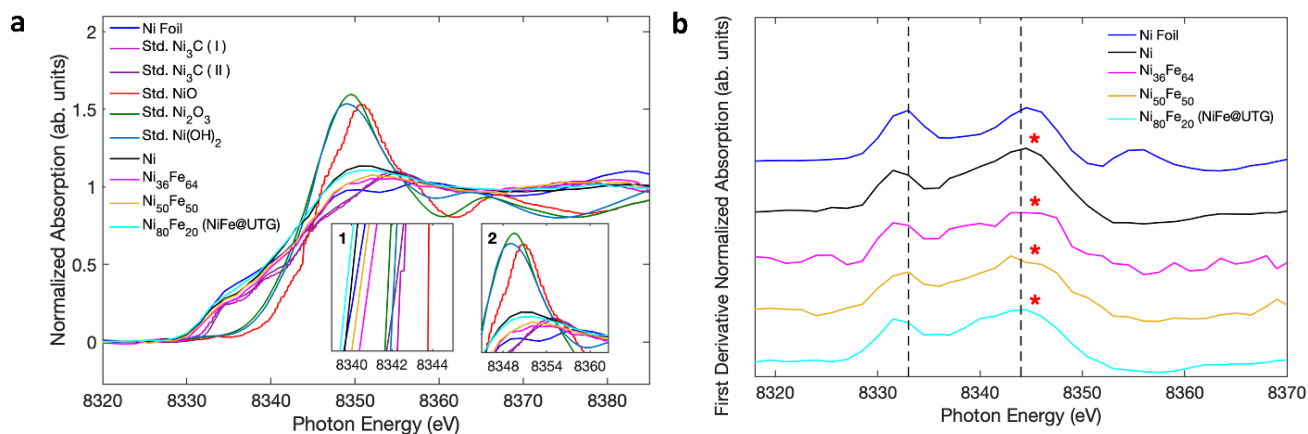 a
Normalized Absorption (ab. units)
2
1.5
1
0.5
0
Ni Foil
Std. Ni₃C ( I )
Std. Ni₃C ( II )
Std. NiO
Std. Ni₂O₃
Std. Ni(OH)₂
Ni
Ni₃₆Fe₆₄
Ni₅₀Fe₅₀
Ni₈₀Fe₂₀ (NiFe@UTG)
1
8340 8342 8344
2
8348 8354 8360
8320 8330 8340 8350 8360 8370 8380
Photon Energy (eV)
b
First Derivative Normalized Absorption (ab. units)
Ni Foil
Ni
Ni₃₆Fe₆₄
Ni₅₀Fe₅₀
Ni₈₀Fe₂₀ (NiFe@UTG)
*
*
*
*
8320 8330 8340 8350 8360 8370
Photon Energy (eV)